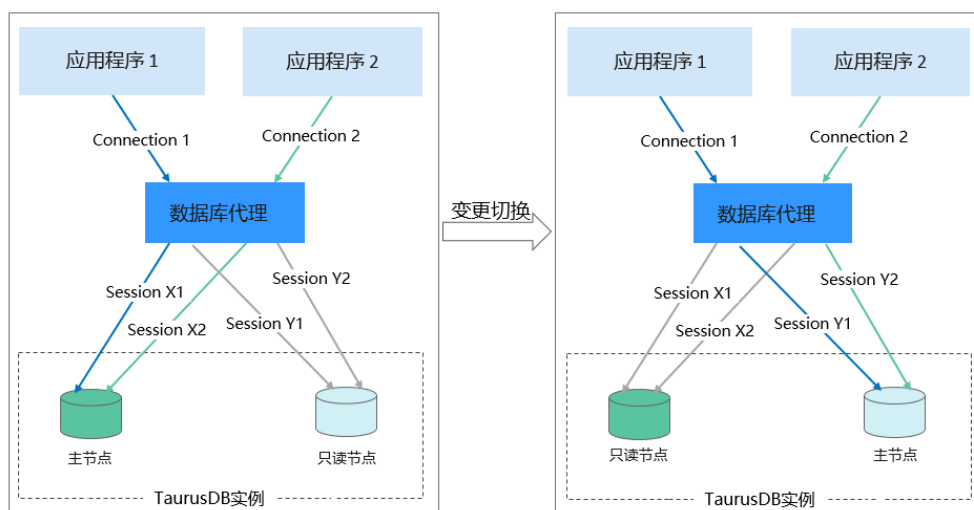 应用程序 1
应用程序 2
Connection 1
Connection 2
数据库代理
Session X1
Session Y2
Session X2
Session Y1
主节点
只读节点
TaurusDB实例
变更切换
应用程序 1
应用程序 2
Connection 1
Connection 2
数据库代理
Session X1
Session Y2
Session X2
Session Y1
只读节点
主节点
TaurusDB实例